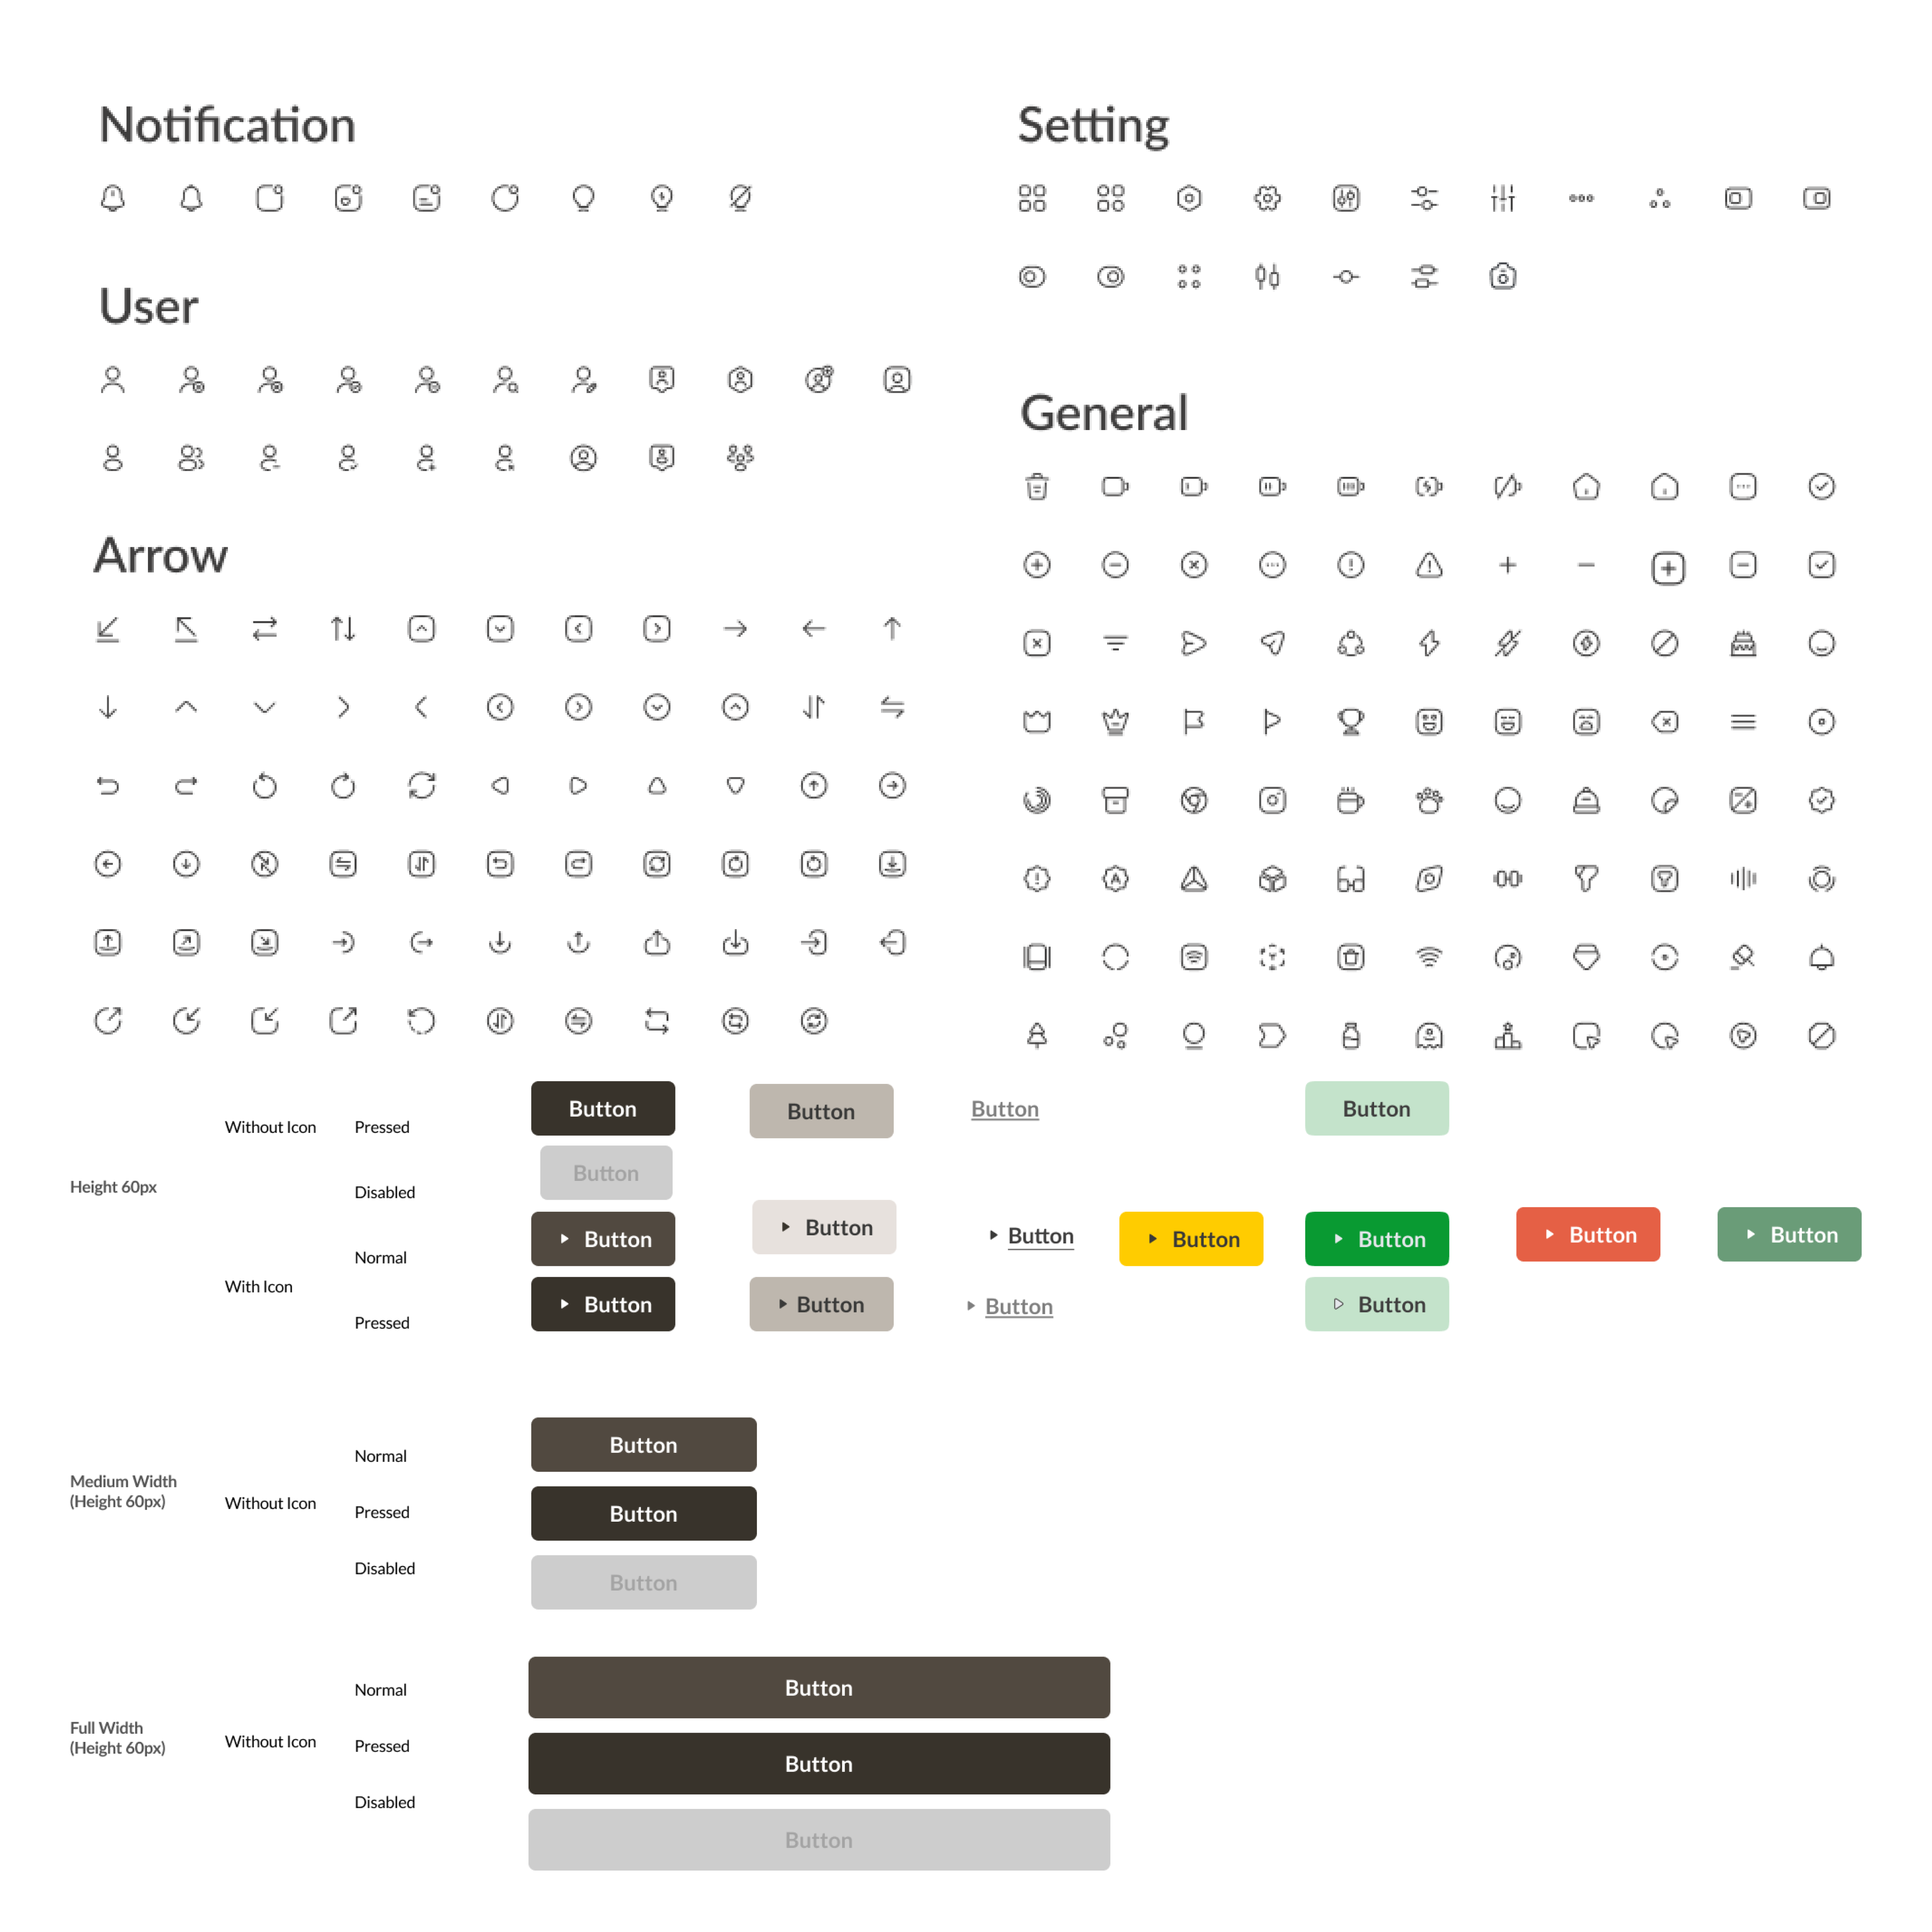 Notification
Setting
User
General
Arrow
Button
Button
Button
Button
Without Icon
Pressed
Button
Height 60px
Disabled
Button
Button
Button
Button
Button
Button
Button
Normal
With Icon
Button
Button
Button
Button
Pressed
Button
Normal
Medium Width
(Height 60px)
Without Icon
Pressed
Button
Disabled
Button
Button
Normal
Full Width
(Height 60px)
Without Icon
Pressed
Button
Disabled
Button